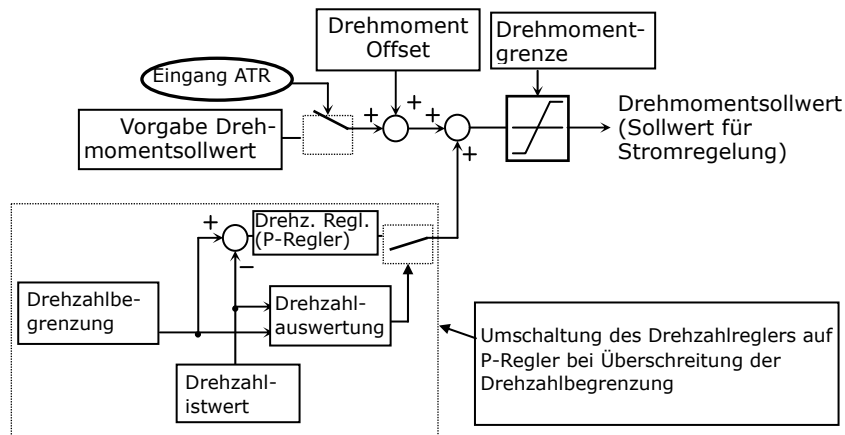 Drehmoment
Offset
Drehmoment-
grenze
Eingang ATR
Vorgabe Dreh-
momentsollwert
+
+
+
+
Drehmomentsollwert
(Sollwert für
Stromregelung)
+
Drehz. Regl.
(P-Regler)
−
Drehzahlbe-
grenzung
Drehzahl-
auswertung
Drehzahl-
istwert
Umschaltung des Drehzahlreglers auf
P-Regler bei Überschreitung der
Drehzahlbegrenzung